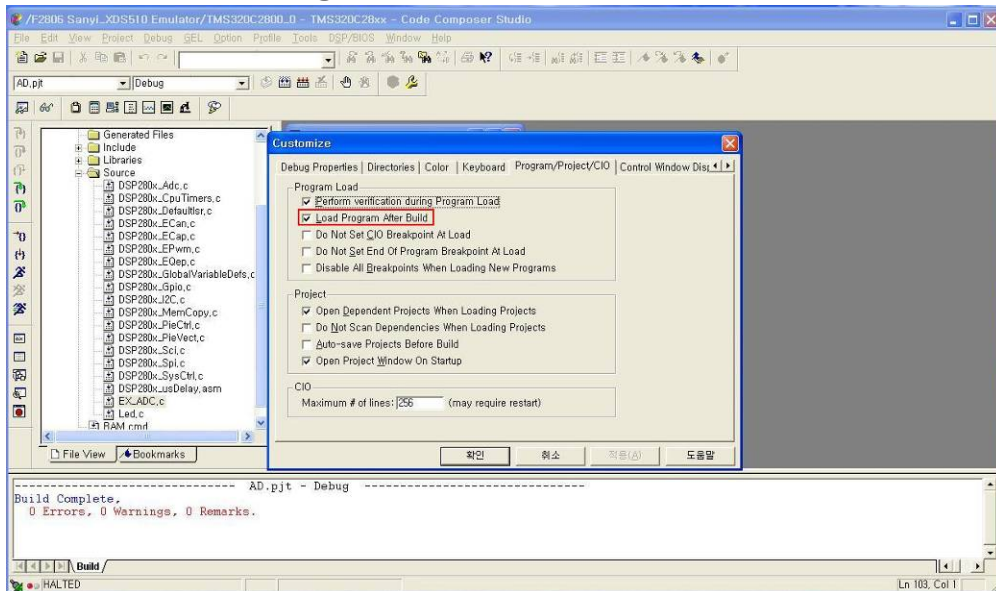 /F2806 Sanyi_XDS510 Emulator/TMS320C2800_0 - TMS320C28xx - Code Composer Studio
File Edit View Project Debug GEL Option Profile Tools DSP/BIOS Window Help
AD.pjt Debug
Generated Files
Include
Libraries
Source
DSP280x_Adc.c
DSP280x_CpuTimers.c
DSP280x_DefaultIsr.c
DSP280x_ECan.c
DSP280x_ECap.c
DSP280x_EPwm.c
DSP280x_EQep.c
DSP280x_GlobalVariableDefs.c
DSP280x_Gpio.c
DSP280x_I2C.c
DSP280x_MemCopy.c
DSP280x_PieCtrl.c
DSP280x_PieVect.c
DSP280x_Sci.c
DSP280x_Spi.c
DSP280x_SysCtrl.c
DSP280x_usDelay.asm
EX_ADC.c
Led.c
RAM.cmd
File View Bookmarks
Customize
Debug Properties Directories Color Keyboard Program/Project/CIO Control Window Disp
Program Load
Perform verification during Program Load
Load Program After Build
Do Not Set CIO Breakpoint At Load
Do Not Set End Of Program Breakpoint At Load
Disable All Breakpoints When Loading New Programs
Project
Open Dependent Projects When Loading Projects
Do Not Scan Dependencies When Loading Projects
Auto-save Projects Before Build
Open Project Window On Startup
CIO
Maximum # of lines: 256 (may require restart)
확인 취소 적용(A) 도움말
------------------------------- AD.pjt - Debug -------------------------------
Build Complete,
0 Errors, 0 Warnings, 0 Remarks.
Build
HALTED
Ln 103, Col 1